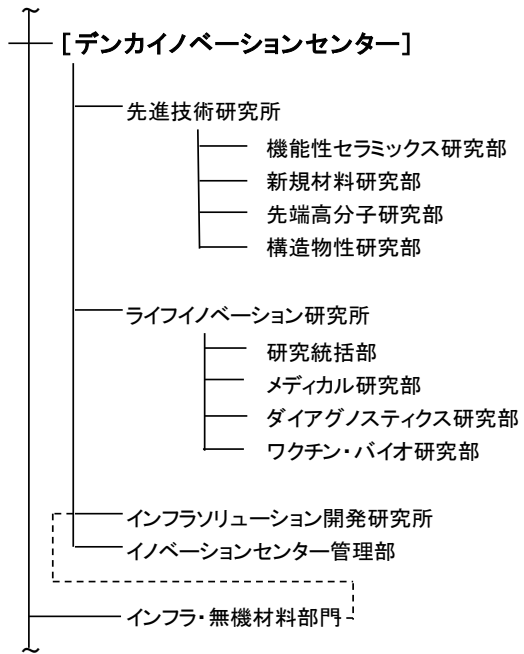 [デンカイノベーションセンター]
先進技術研究所
機能性セラミックス研究部
新規材料研究部
先端高分子研究部
構造物性研究部
ライフイノベーション研究所
研究統括部
メディカル研究部
ダイアグノスティクス研究部
ワクチン・バイオ研究部
インフラソリューション開発研究所
イノベーションセンター管理部
インフラ・無機材料部門